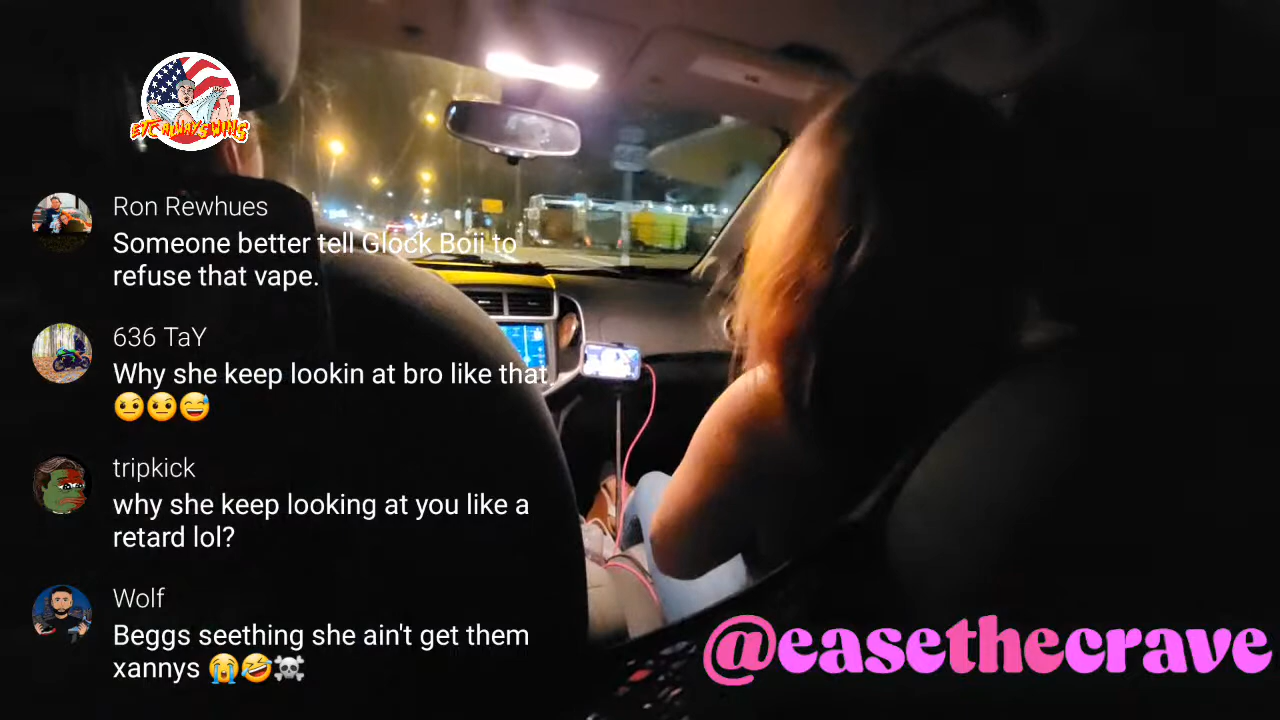 ETC ALWAYS WINS
Ron Rewhues
Someone better tell Glock Boii to
refuse that vape.
636 TaY
Why she keep lookin at bro like that
🤨🤨😅
tripkick
why she keep looking at you like a
retard lol?
Wolf
Beggs seething she ain't get them
xannys 😭🤣☠️
@easethecrave